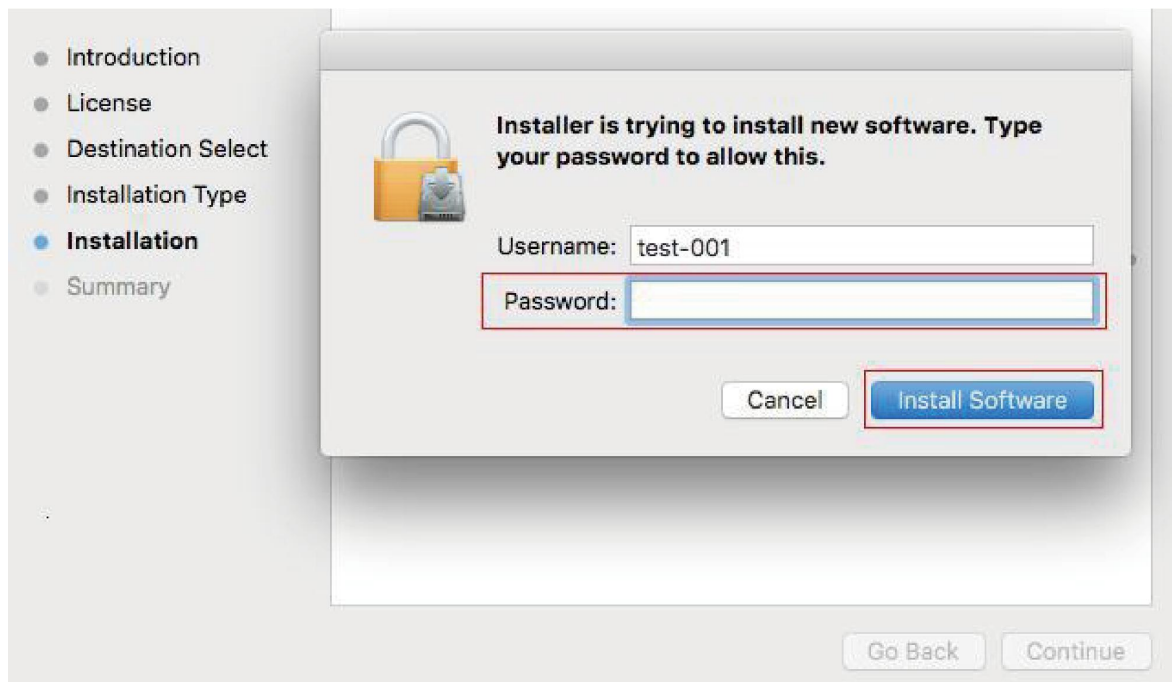 Introduction
License
Destination Select
Installation Type
Installation
Summary
Installer is trying to install new software. Type
your password to allow this.
Username: test-001
Password:
Cancel Install Software
Go Back Continue